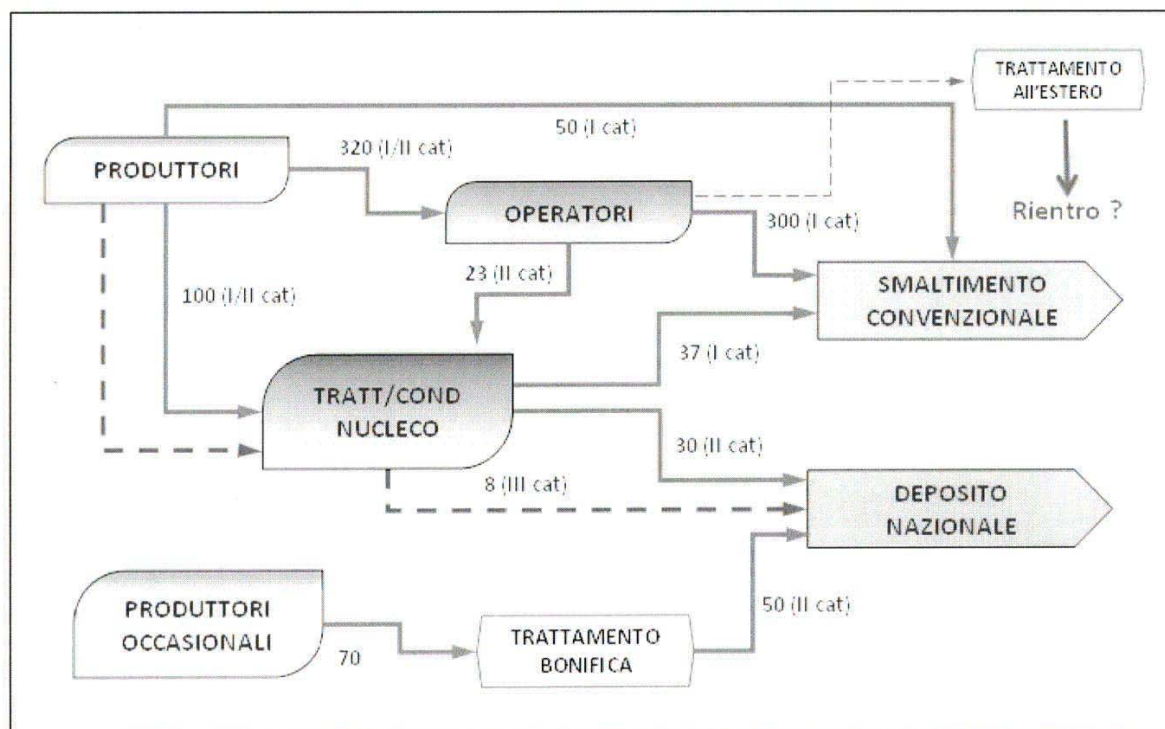 TRATTAMENTO
All'ESTERO
50 (I cat)
320 (I/II cat)
PRODUTTORI
OPERATORI
Rientro ?
300 (I cat)
23 (II cat)
SMALTIMENTO
CONVENZIONALE
100 (I/II cat)
37 (I cat)
TRATT/COND
NUCLECO
30 (II cat)
8 (III cat)
DEPOSITO
NAZIONALE
PRODUTTORI
OCCASIONALI
50 (II cat)
70
TRATTAMENTO
BONIFICA